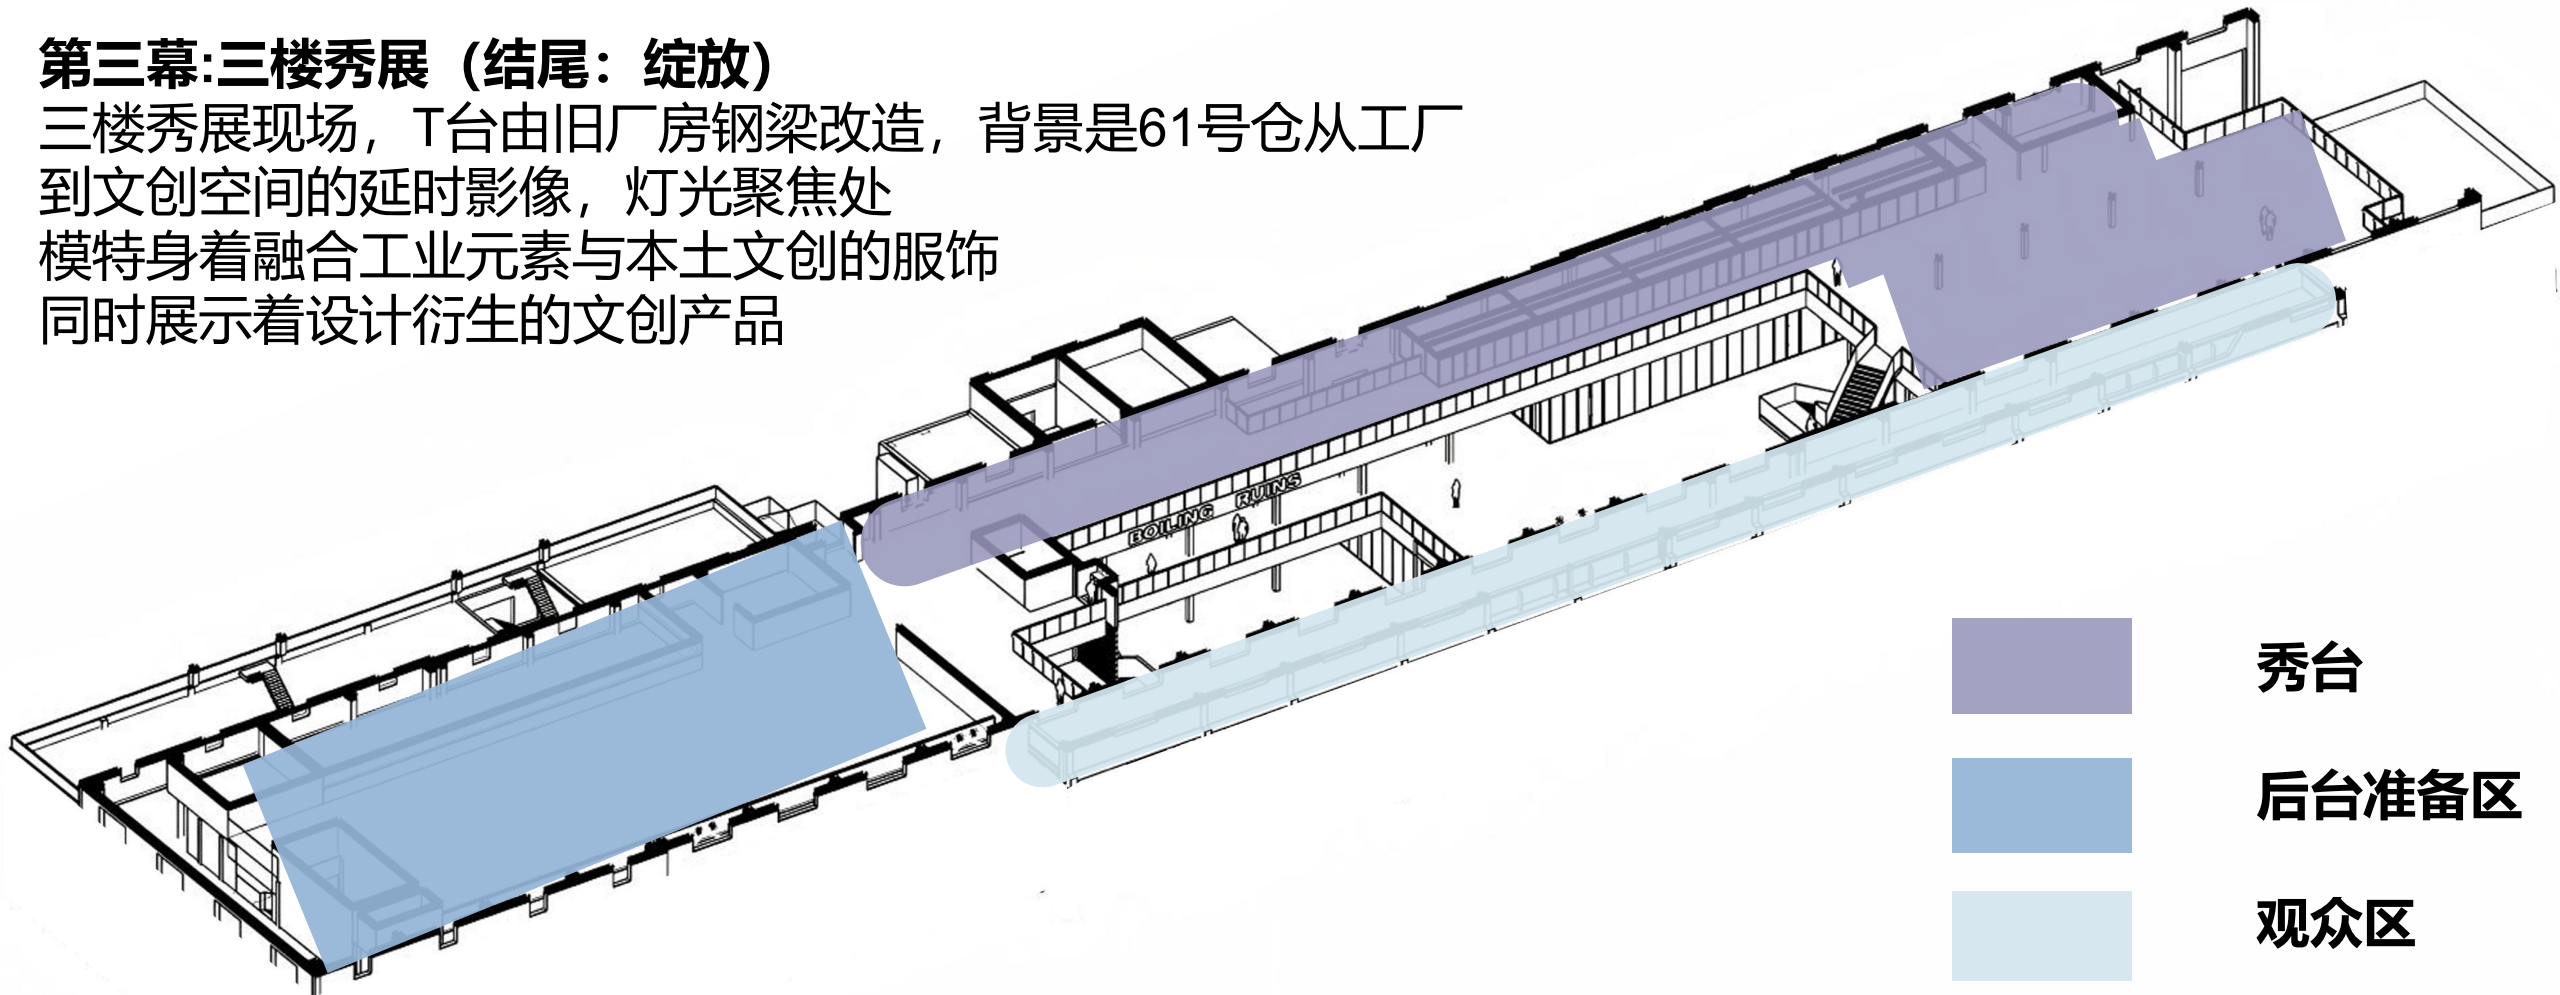 第三幕:三楼秀展（结尾：绽放）
三楼秀展现场，T台由旧厂房钢梁改造，背景是61号仓从工厂
到文创空间的延时影像，灯光聚焦处
模特身着融合工业元素与本土文创的服饰
同时展示着设计衍生的文创产品
BOILING RUINS
秀台
后台准备区
观众区